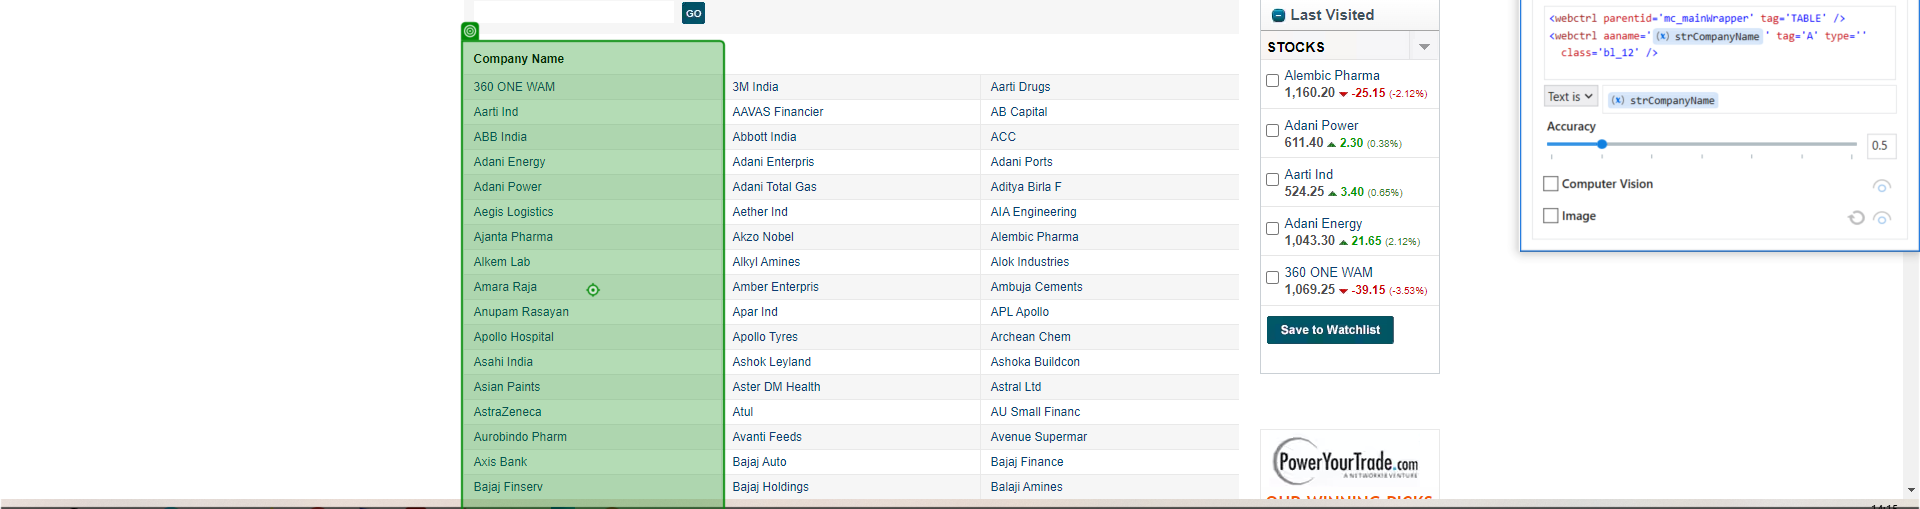 GO
Company Name
360 ONE WAM 3M India Aarti Drugs
Aarti Ind AAVAS Financier AB Capital
ABB India Abbott India ACC
Adani Energy Adani Enterpris Adani Ports
Adani Power Adani Total Gas Aditya Birla F
Aegis Logistics Aether Ind AIA Engineering
Ajanta Pharma Akzo Nobel Alembic Pharma
Alkem Lab Alkyl Amines Alok Industries
Amara Raja Amber Enterpris Ambuja Cements
Anupam Rasayan Apar Ind APL Apollo
Apollo Hospital Apollo Tyres Archean Chem
Asahi India Ashok Leyland Ashoka Buildcon
Asian Paints Aster DM Health Astral Ltd
AstraZeneca Atul AU Small Financ
Aurobindo Pharm Avanti Feeds Avenue Supermar
Axis Bank Bajaj Auto Bajaj Finance
Bajaj Finserv Bajaj Holdings Balaji Amines
Last Visited
STOCKS
Alembic Pharma
1,160.20 -25.15 (-2.12%)
Adani Power
611.40 2.30 (0.38%)
Aarti Ind
524.25 3.40 (0.65%)
Adani Energy
1,043.30 21.65 (2.12%)
360 ONE WAM
1,069.25 -39.15 (-3.53%)
Save to Watchlist
PowerYourTrade.com
A NETWORK18 VENTURE
OUR WINNING PICKS
<webctrl parentid='mc_mainWrapper' tag='TABLE' />
<webctrl aaname=' (x) strCompanyName ' tag='A' type=''
class='bl_12' />
Text is (x) strCompanyName
Accuracy
0.5
Computer Vision
Image